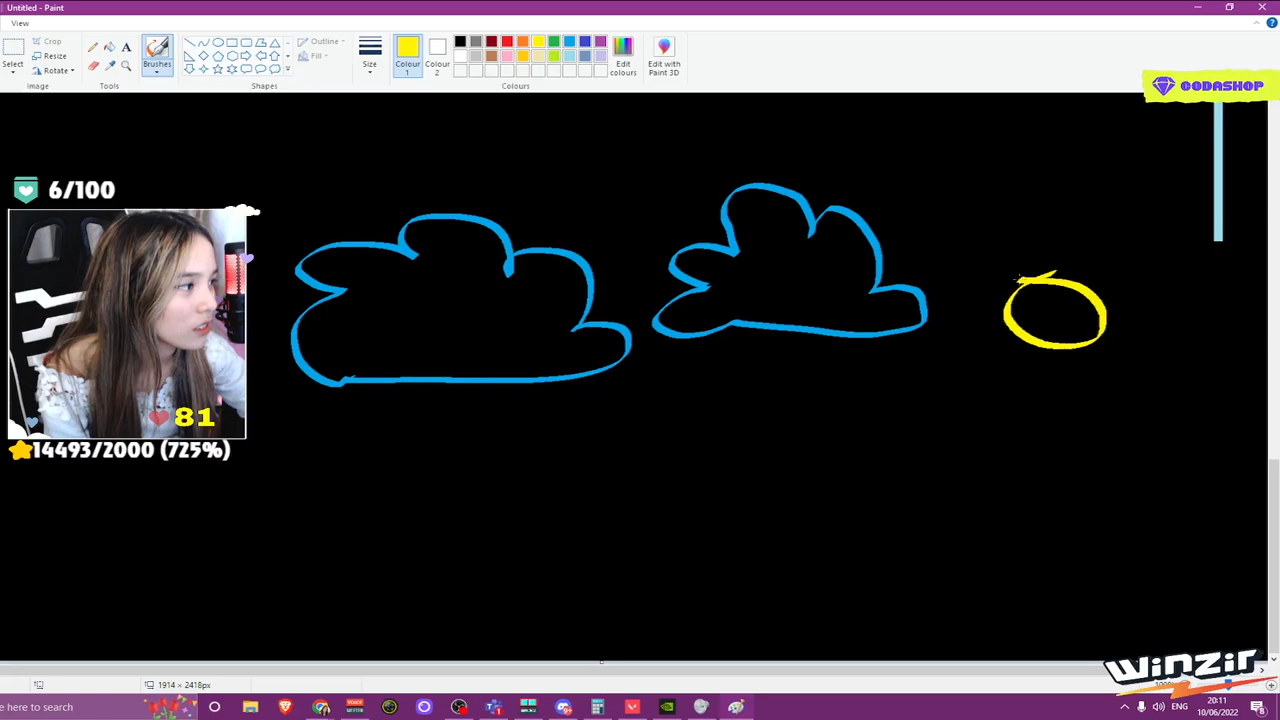 Untitled - Paint
View
Crop
Resize
Rotate
Select
Image
Tools
Brushes
Shapes
Outline
Fill
Size
Colour
1
Colour
2
Colours
Edit
colours
Edit with
Paint 3D
CODASHOP
6/100
81
14493/2000 (725%)
winzir
1914 × 2418px
here to search
ENG
20:11
10/06/2022
8